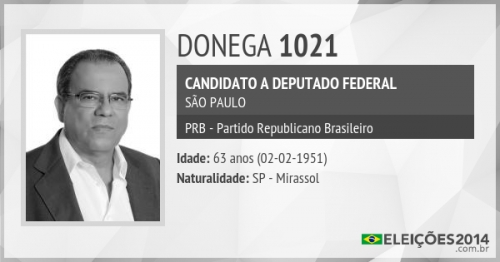 DONEGA 1021
CANDIDATO A DEPUTADO FEDERAL
SÃO PAULO
PRB - Partido Republicano Brasileiro
Idade: 63 anos (02-02-1951)
Naturalidade: SP - Mirassol
ELEIÇÕES2014
.com.br